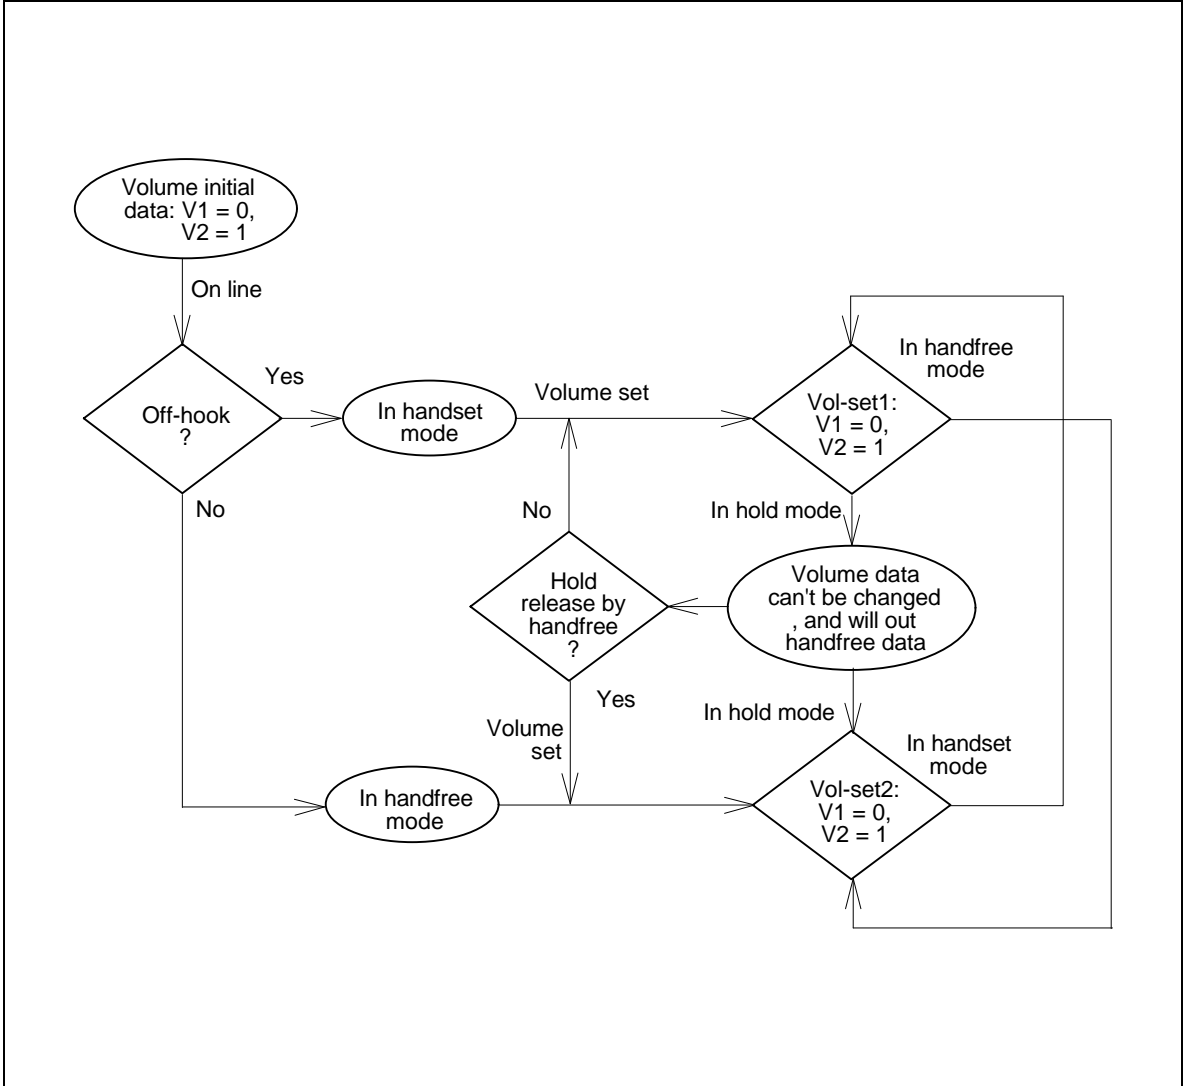 Volume initial
data: V1 = 0,
V2 = 1
On line
Off-hook
?
Yes
No
In handset
mode
Volume set
Vol-set1:
V1 = 0,
V2 = 1
In handfree
mode
In hold mode
Volume data
can't be changed
, and will out
handfree data
Hold
release by
handfree
?
No
Yes
Volume
set
In hold mode
In handfree
mode
Vol-set2:
V1 = 0,
V2 = 1
In handset
mode